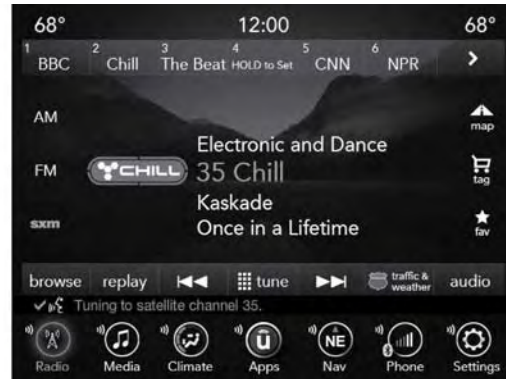 68° 12:00 68°
1 BBC 2 Chill 3 The Beat 4 HOLD to Set 5 CNN 6 NPR
AM
map
Electronic and Dance
FM CHILL 35 Chill
tag
Kaskade
sxm Once in a Lifetime
fav
browse replay tune traffic & weather audio
Tuning to satellite channel 35.
û NE
Radio Media Climate Apps Nav Phone Settings